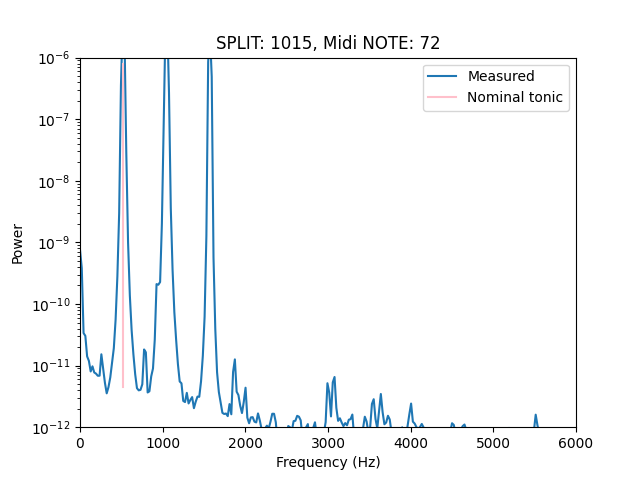 SPLIT: 1015, Midi NOTE: 72
Measured
Nominal tonic
10⁻⁶
10⁻⁷
10⁻⁸
10⁻⁹
10⁻¹⁰
10⁻¹¹
10⁻¹²
Power
0 1000 2000 3000 4000 5000 6000
Frequency (Hz)